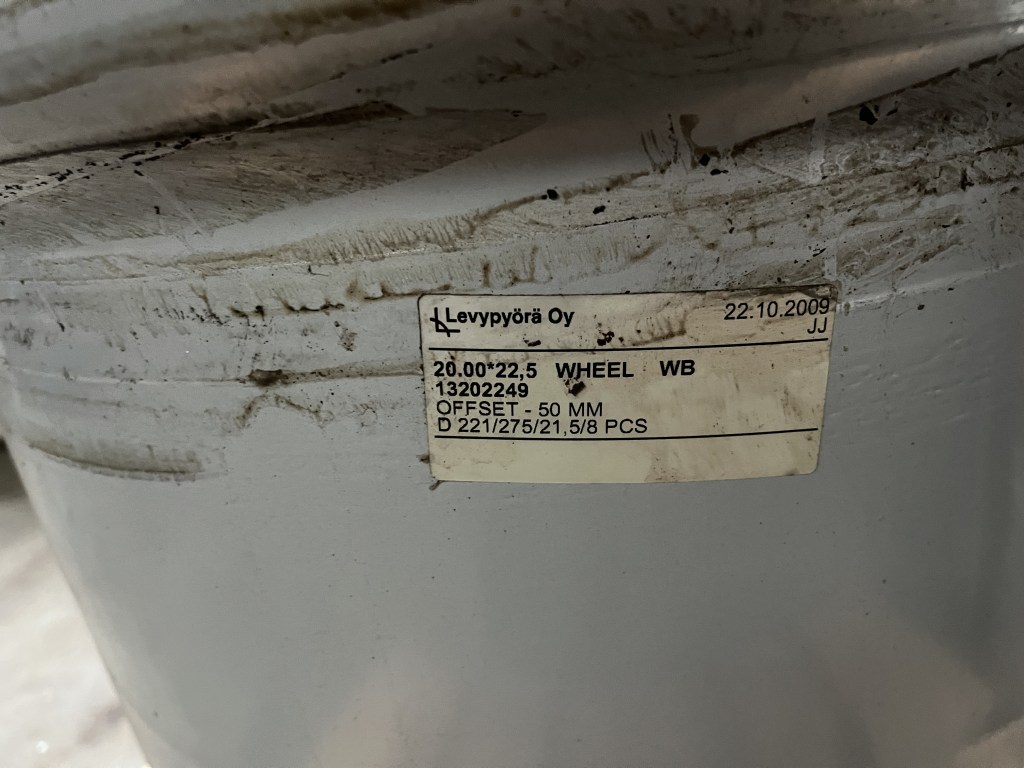 Levypyörä Oy 22.10.2009
JJ
20.00*22,5 WHEEL WB
13202249
OFFSET - 50 MM
D 221/275/21,5/8 PCS